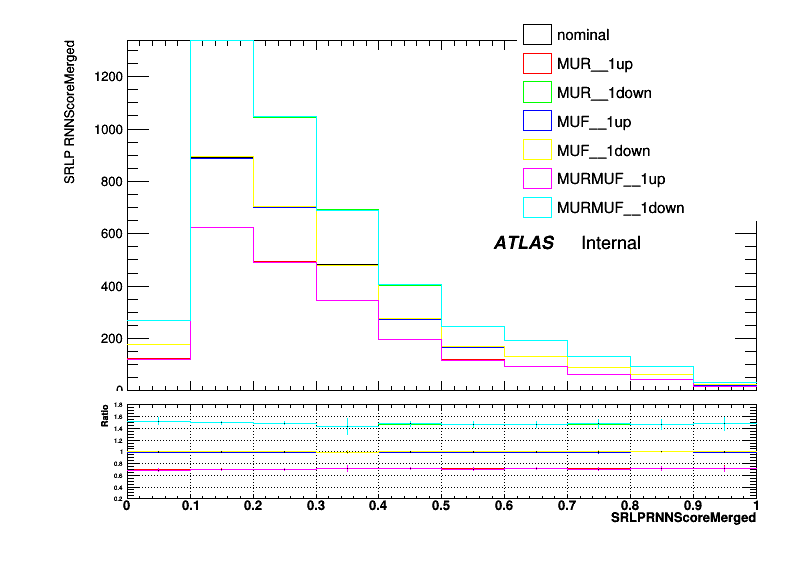 nominal
MUR__1up
MUR__1down
MUF__1up
MUF__1down
MURMUF__1up
MURMUF__1down
ATLAS Internal
SRLP RNNScoreMerged
1200
1000
800
600
400
200
0
Ratio
1.8
1.6
1.4
1.2
1
0.8
0.6
0.4
0.2
0 0.1 0.2 0.3 0.4 0.5 0.6 0.7 0.8 0.9 1
SRLPRNNScoreMerged